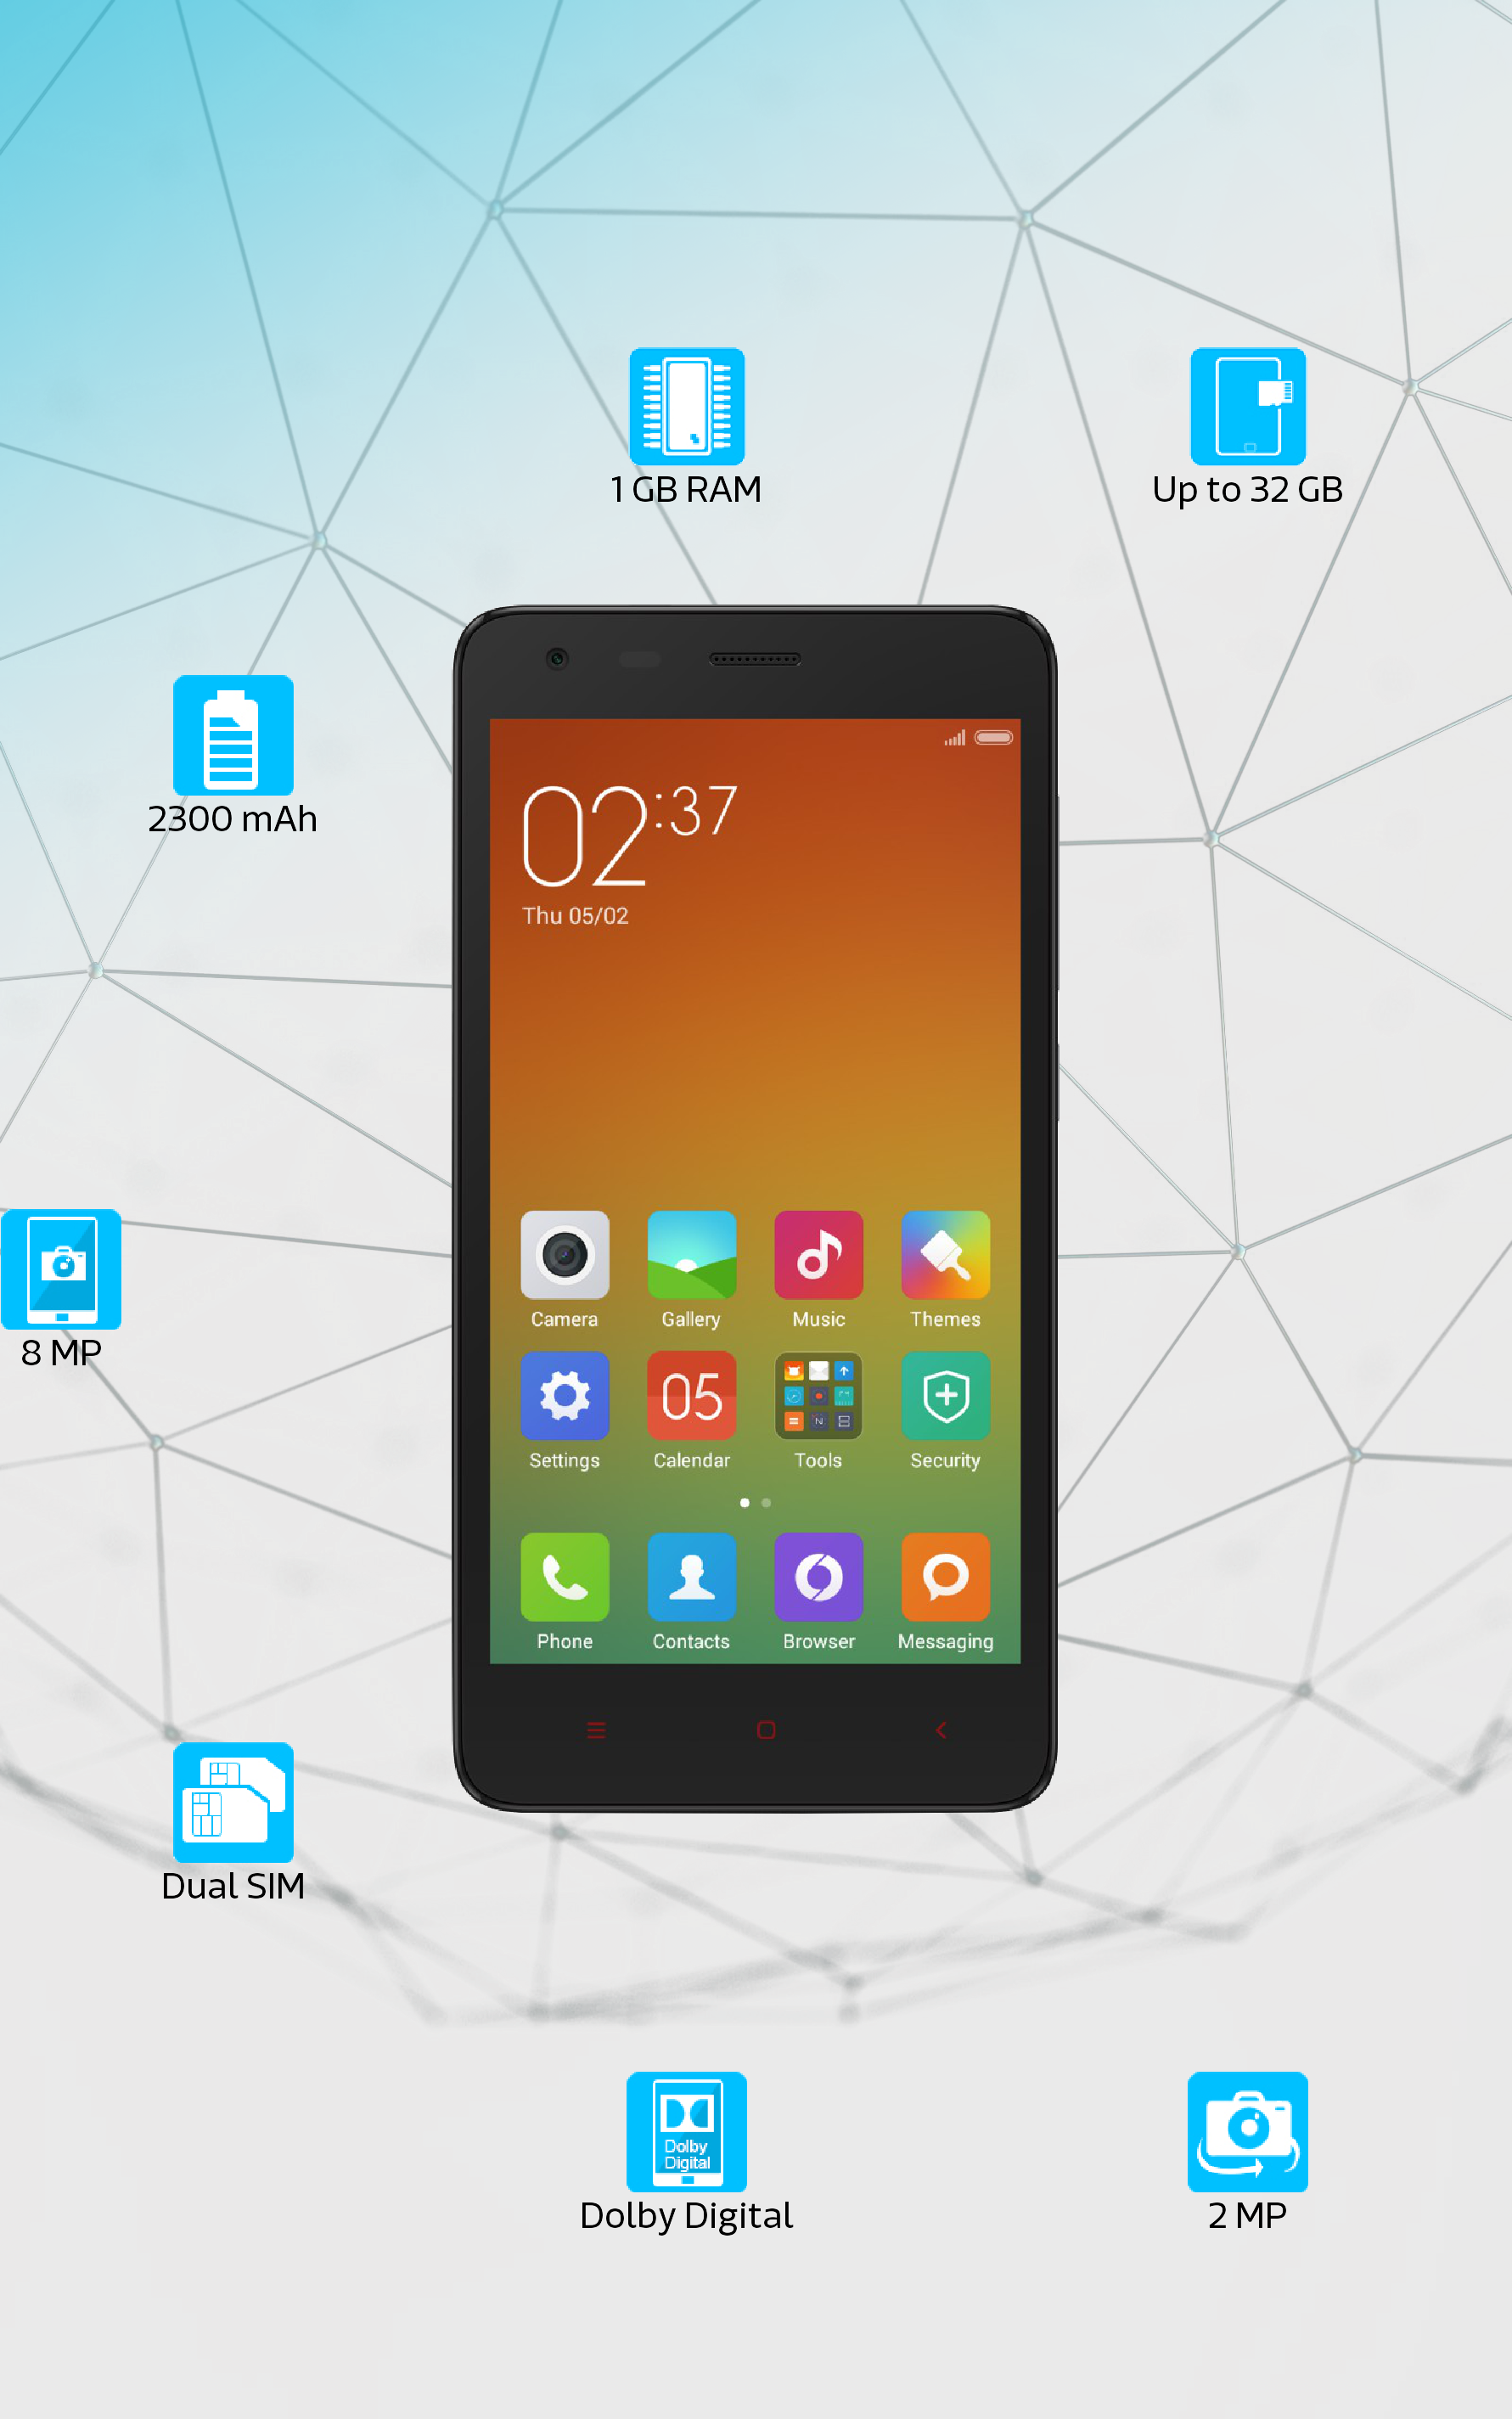 1 GB RAM
Up to 32 GB
2300 mAh
02:37
Thu 05/02
Camera
Gallery
Music
Themes
8 MP
05
Settings
Calendar
Tools
Security
Phone
Contacts
Browser
Messaging
Dual SIM
Dolby
Digital
Dolby Digital
2 MP